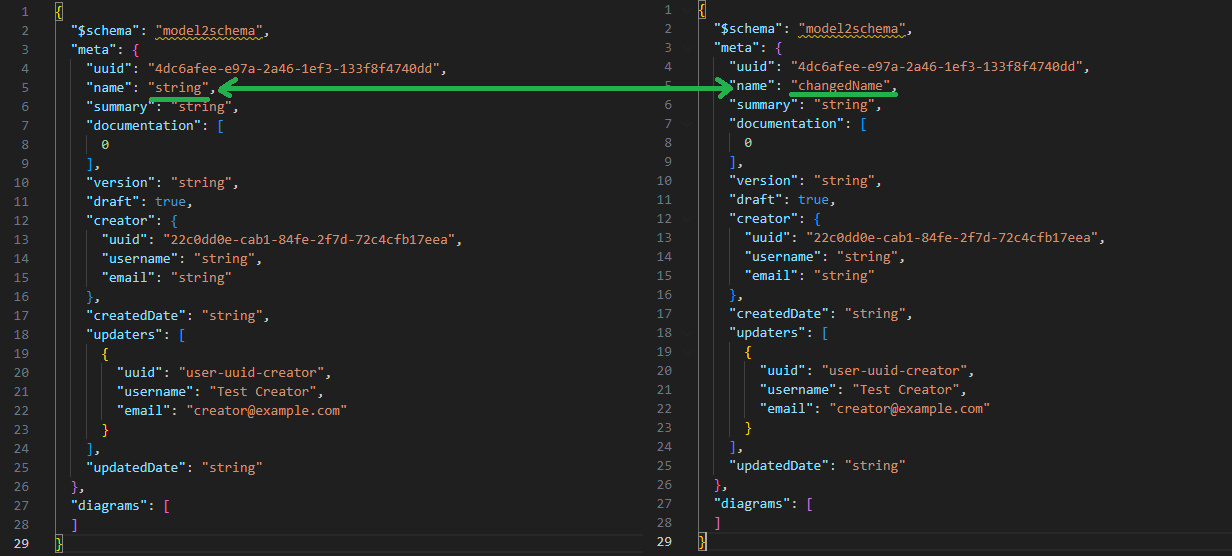 1 {
2 "$schema": "model2schema",
3 "meta": {
4 "uuid": "4dc6afee-e97a-2a46-1ef3-133f8f4740dd",
5 "name": "string",
6 "summary": "string",
7 "documentation": [
8 0
9 ],
10 "version": "string",
11 "draft": true,
12 "creator": {
13 "uuid": "22c0dd0e-cab1-84fe-2f7d-72c4cfb17eea",
14 "username": "string",
15 "email": "string"
16 },
17 "createdDate": "string",
18 "updaters": [
19 {
20 "uuid": "user-uuid-creator",
21 "username": "Test Creator",
22 "email": "creator@example.com"
23 }
24 ],
25 "updatedDate": "string"
26 },
27 "diagrams": [
28 ]
29 }
1 {
2 "$schema": "model2schema",
3 "meta": {
4 "uuid": "4dc6afee-e97a-2a46-1ef3-133f8f4740dd",
5 "name": "changedName",
6 "summary": "string",
7 "documentation": [
8 0
9 ],
10 "version": "string",
11 "draft": true,
12 "creator": {
13 "uuid": "22c0dd0e-cab1-84fe-2f7d-72c4cfb17eea",
14 "username": "string",
15 "email": "string"
16 },
17 "createdDate": "string",
18 "updaters": [
19 {
20 "uuid": "user-uuid-creator",
21 "username": "Test Creator",
22 "email": "creator@example.com"
23 }
24 ],
25 "updatedDate": "string"
26 },
27 "diagrams": [
28 ]
29 }